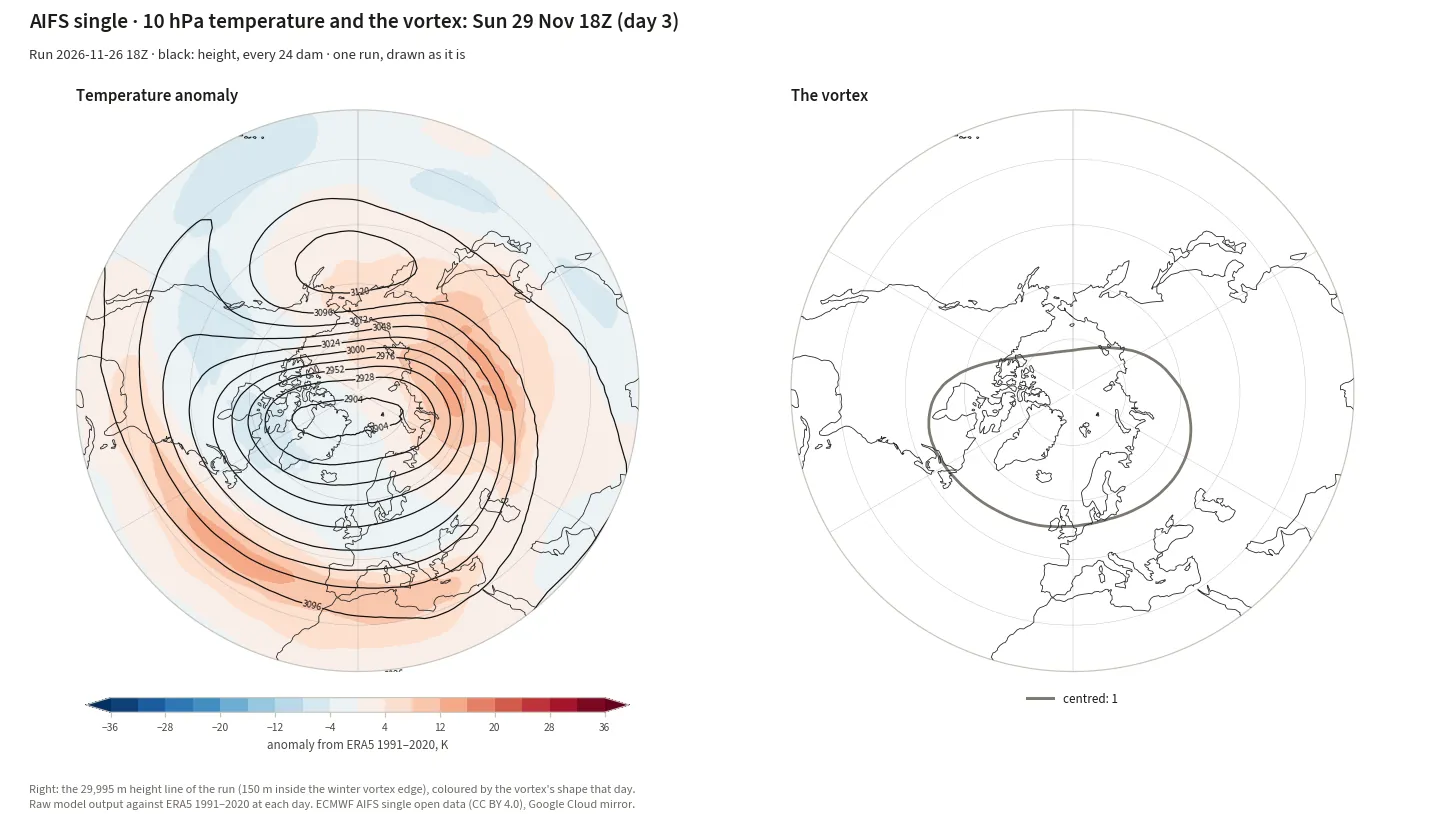 AIFS single · 10 hPa temperature and the vortex: Sun 29 Nov 18Z (day 3)
Run 2026-11-26 18Z · black: height, every 24 dam · one run, drawn as it is
Temperature anomaly
The vortex
3120
3096
3072
3048
3024
3000
2976
2952
2928
2904
2904
3096
−36 −28 −20 −12 −4 4 12 20 28 36
anomaly from ERA5 1991–2020, K
centred: 1
Right: the 29,995 m height line of the run (150 m inside the winter vortex edge), coloured by the vortex's shape that day.
Raw model output against ERA5 1991–2020 at each day. ECMWF AIFS single open data (CC BY 4.0), Google Cloud mirror.